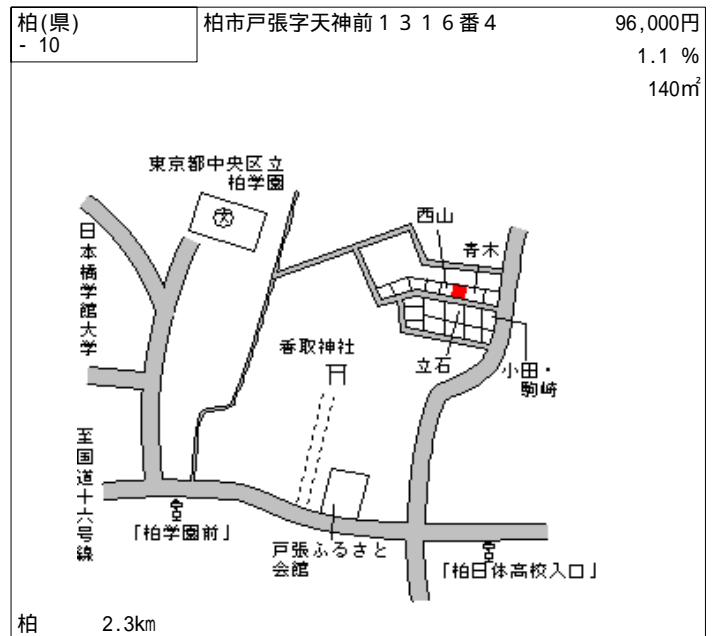 柏(県)
- 10
柏市戸張字天神前１３１６番４
96,000円
1.1 %
140㎡
東京都中央区立
柏学園
文
日本橋学館大学
西山
青木
香取神社
立石
小田・
駒崎
至国道十六号線
「柏学園前」
戸張ふるさと
会館
「柏日体高校入口」
柏 2.3km